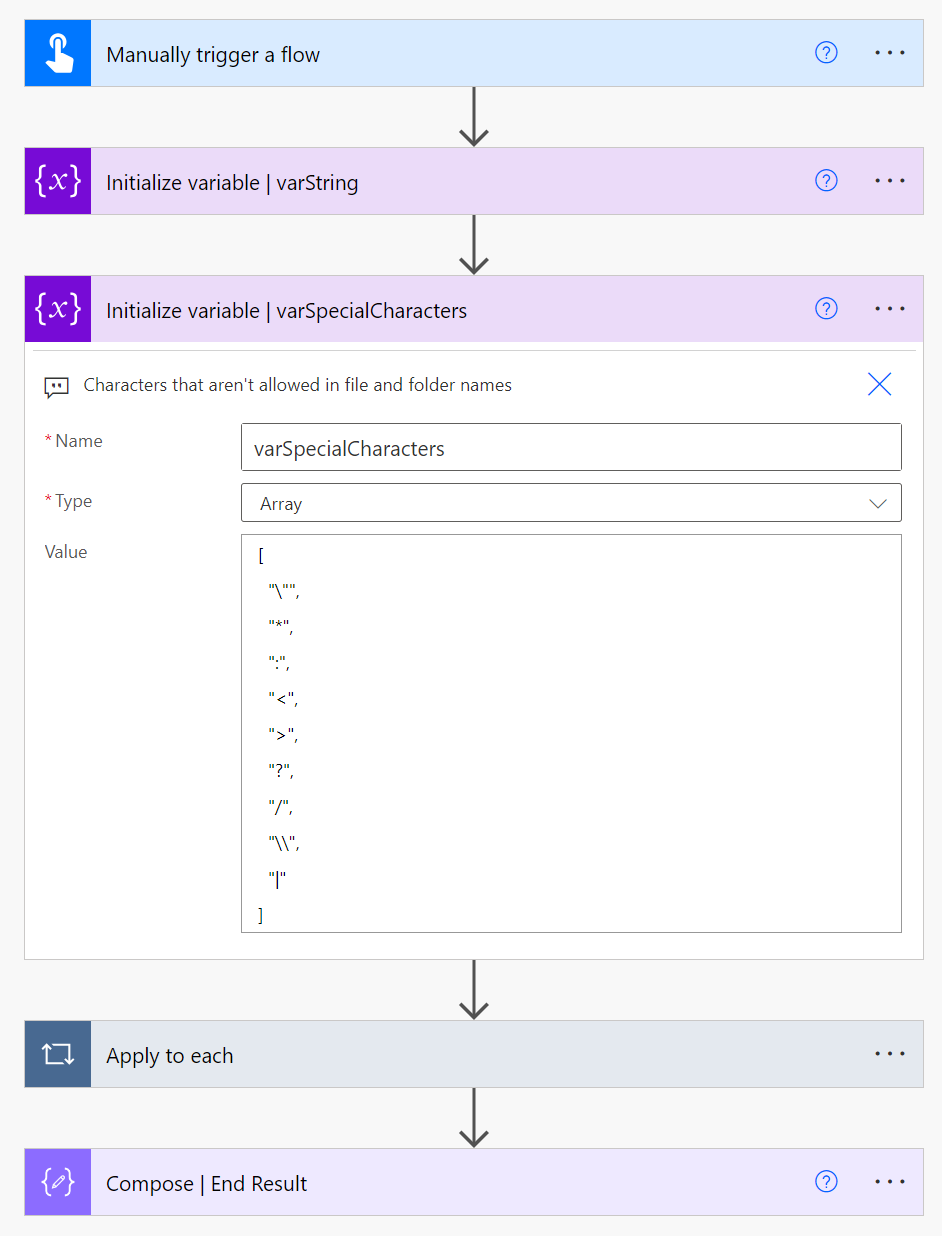 Manually trigger a flow
{x} Initialize variable | varString
{x} Initialize variable | varSpecialCharacters
Characters that aren't allowed in file and folder names
* Name
varSpecialCharacters
* Type
Array
Value
[
"\"",
"*",
":",
"<",
">",
"?",
"/",
"\\",
"|"
]
Apply to each
Compose | End Result